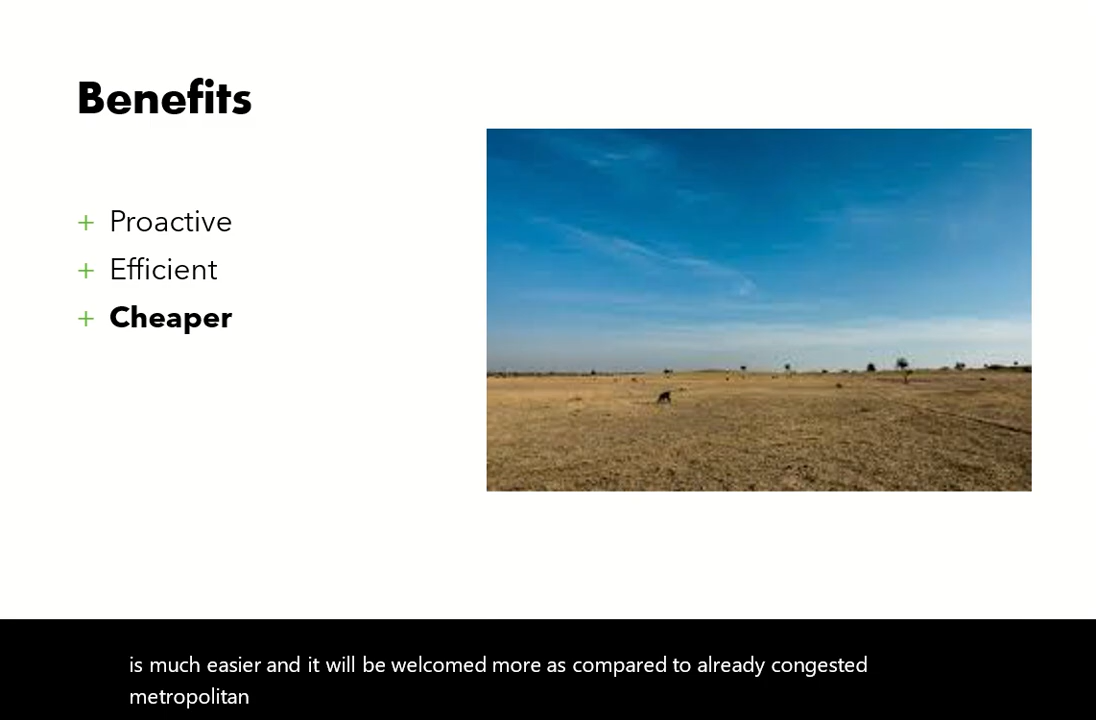 Benefits
+ Proactive
+ Efficient
+ Cheaper
is much easier and it will be welcomed more as compared to already congested
metropolitan